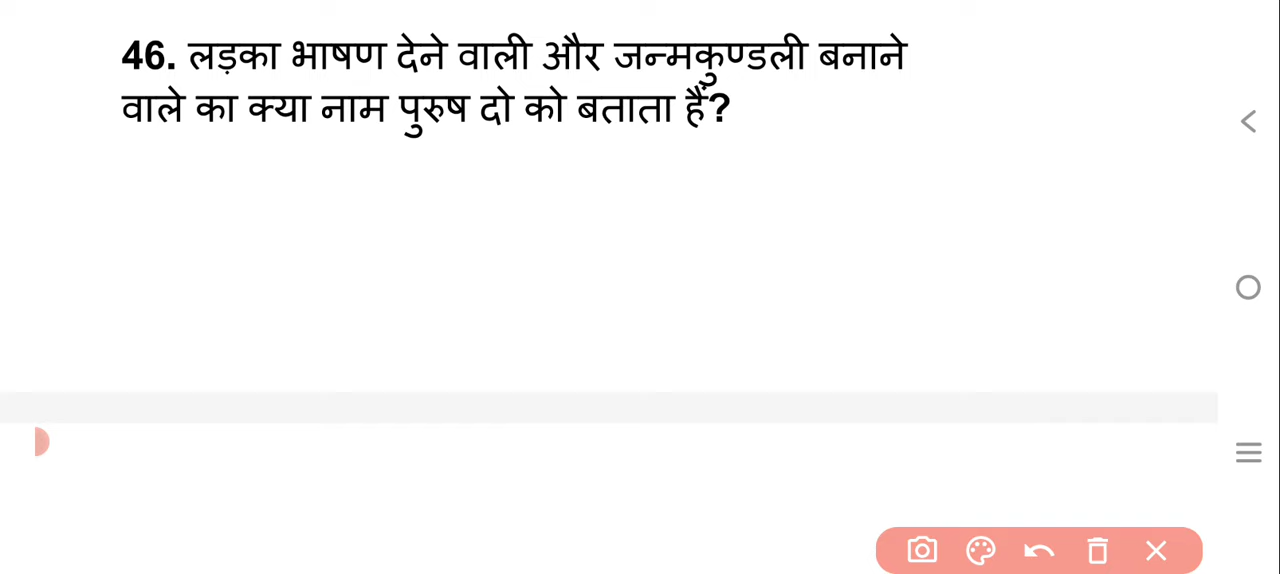 46. लड़का भाषण देने वाली और जन्मकुण्डली बनाने
वाले का क्या नाम पुरुष दो को बताता हैं?